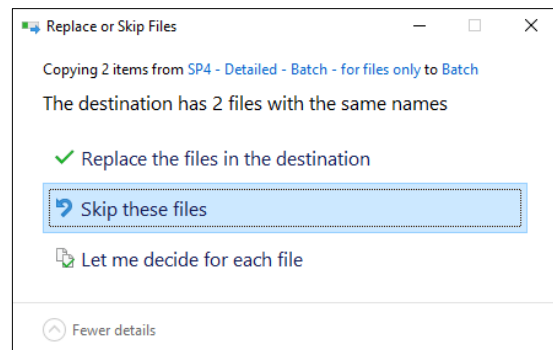 Replace or Skip Files
Copying 2 items from SP4 - Detailed - Batch - for files only to Batch
The destination has 2 files with the same names
Replace the files in the destination
Skip these files
Let me decide for each file
Fewer details